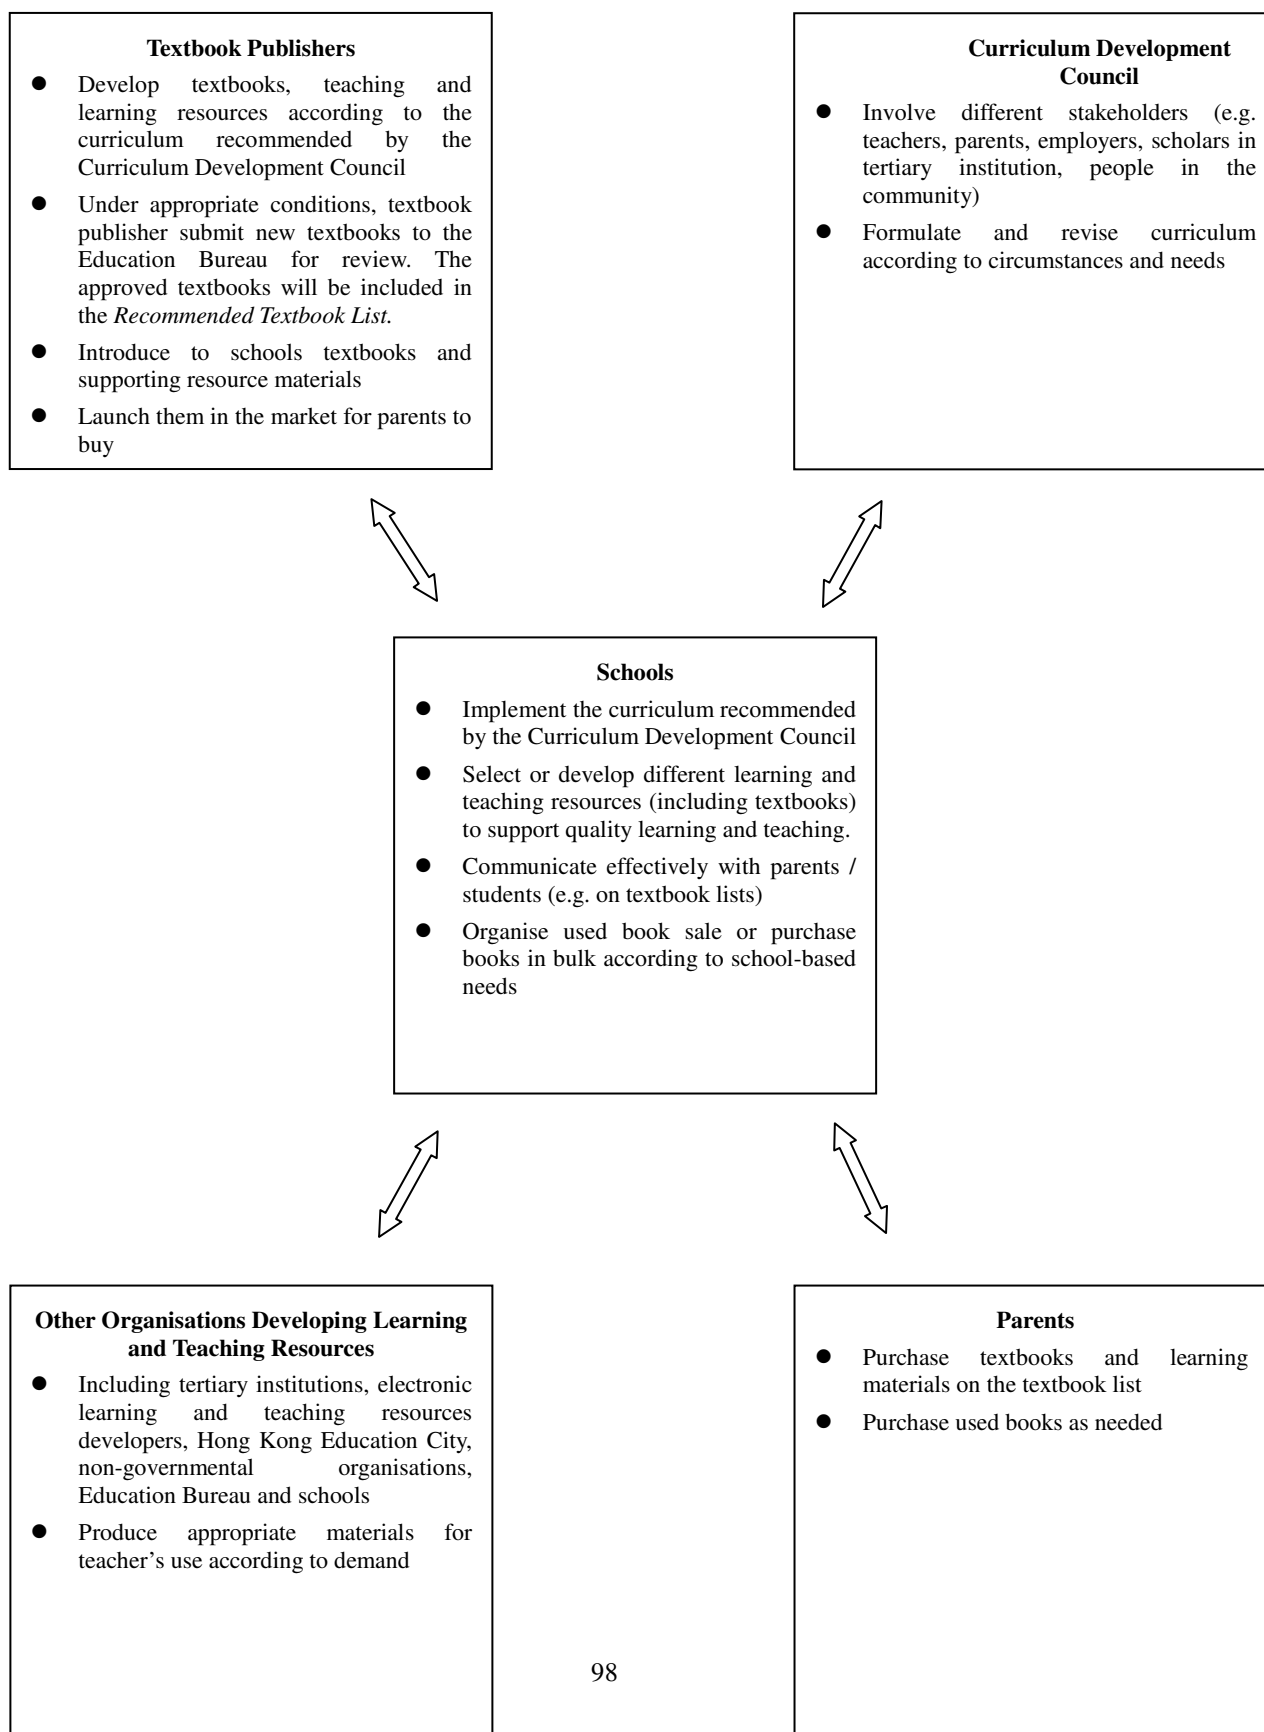 Textbook Publishers
● Develop textbooks, teaching and
learning resources according to the
curriculum recommended by the
Curriculum Development Council
● Under appropriate conditions, textbook
publisher submit new textbooks to the
Education Bureau for review. The
approved textbooks will be included in
the Recommended Textbook List.
● Introduce to schools textbooks and
supporting resource materials
● Launch them in the market for parents to
buy
Curriculum Development
Council
● Involve different stakeholders (e.g.
teachers, parents, employers, scholars in
tertiary institution, people in the
community)
● Formulate and revise curriculum
according to circumstances and needs
Schools
● Implement the curriculum recommended
by the Curriculum Development Council
● Select or develop different learning and
teaching resources (including textbooks)
to support quality learning and teaching.
● Communicate effectively with parents /
students (e.g. on textbook lists)
● Organise used book sale or purchase
books in bulk according to school-based
needs
Other Organisations Developing Learning
and Teaching Resources
● Including tertiary institutions, electronic
learning and teaching resources
developers, Hong Kong Education City,
non-governmental organisations,
Education Bureau and schools
● Produce appropriate materials for
teacher's use according to demand
Parents
● Purchase textbooks and learning
materials on the textbook list
● Purchase used books as needed
98